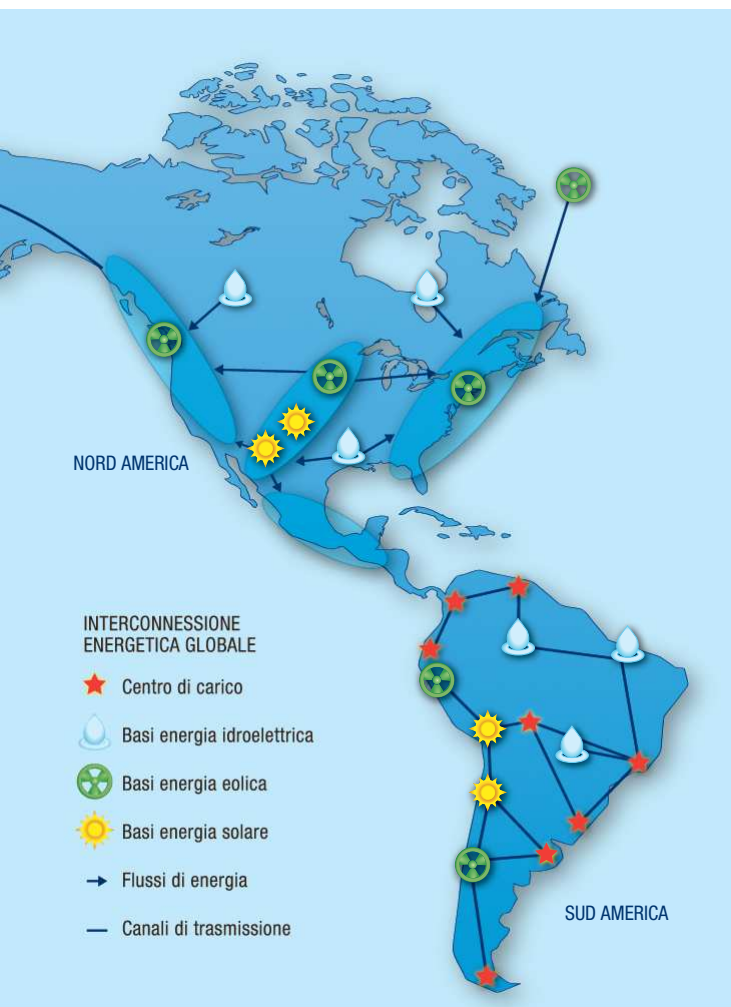 NORD AMERICA
INTERCONNESSIONE
ENERGETICA GLOBALE
Centro di carico
Basi energia idroelettrica
Basi energia eolica
Basi energia solare
Flussi di energia
Canali di trasmissione
SUD AMERICA